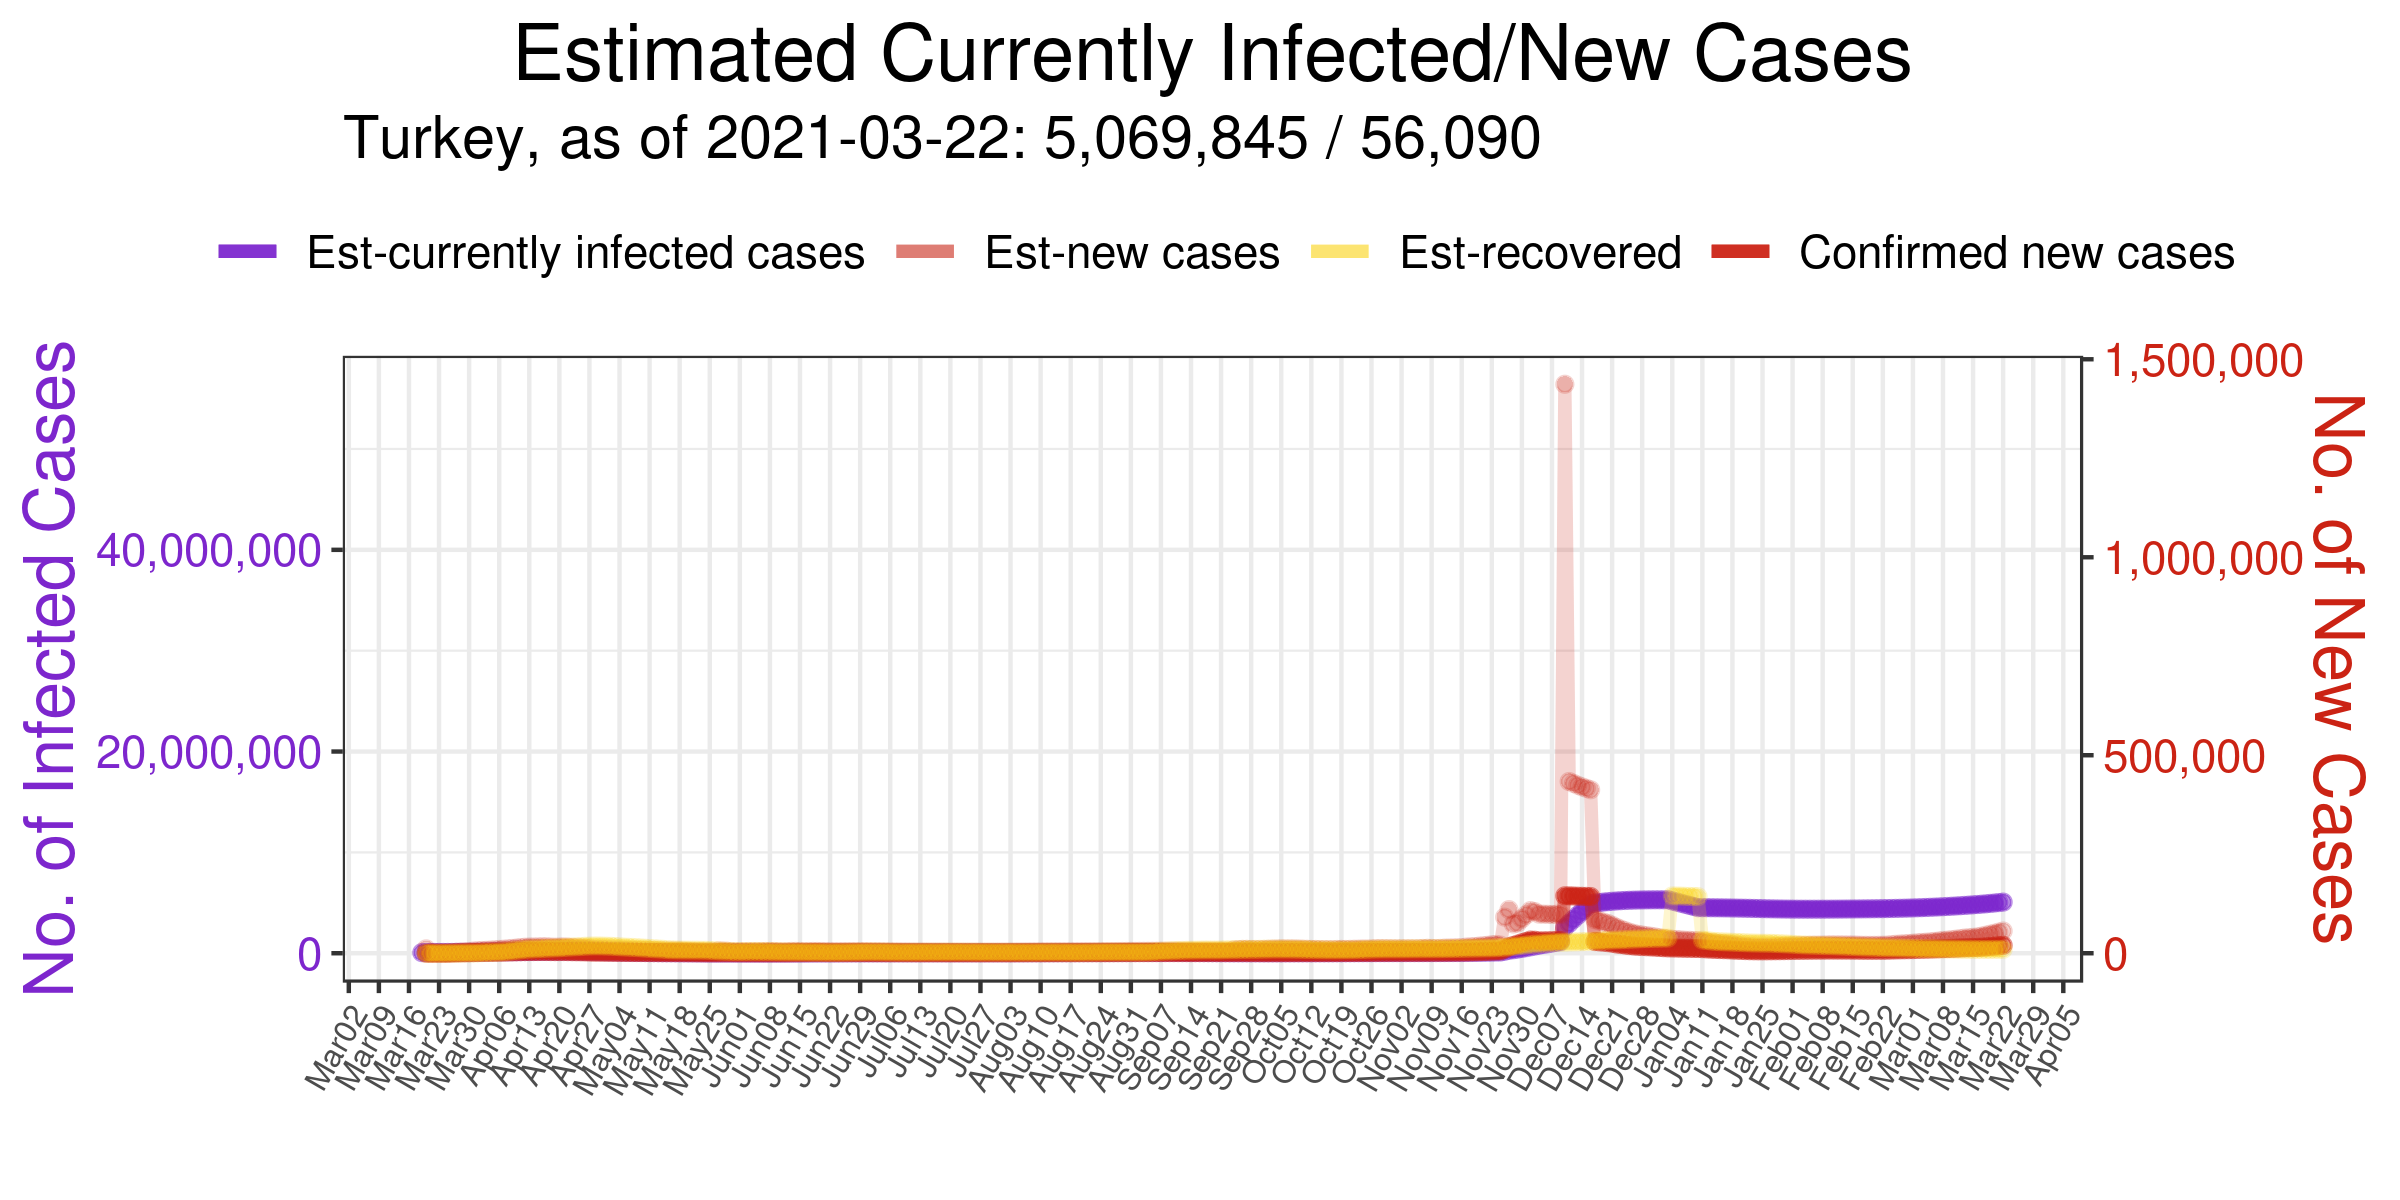 Estimated Currently Infected/New Cases
Turkey, as of 2021-03-22: 5,069,845 / 56,090
Est-currently infected cases Est-new cases Est-recovered Confirmed new cases
No. of Infected Cases
40,000,000
20,000,000
0
1,500,000
1,000,000
500,000
0
No. of New Cases
Mar02 Mar09 Mar16 Mar23 Mar30 Apr06 Apr13 Apr20 Apr27 May04 May11 May18 May25 Jun01 Jun08 Jun15 Jun22 Jun29 Jul06 Jul13 Jul20 Jul27 Aug03 Aug10 Aug17 Aug24 Aug31 Sep07 Sep14 Sep21 Sep28 Oct05 Oct12 Oct19 Oct26 Nov02 Nov09 Nov16 Nov23 Nov30 Dec07 Dec14 Dec21 Dec28 Jan04 Jan11 Jan18 Jan25 Feb01 Feb08 Feb15 Feb22 Mar01 Mar08 Mar15 Mar22 Mar29 Apr05